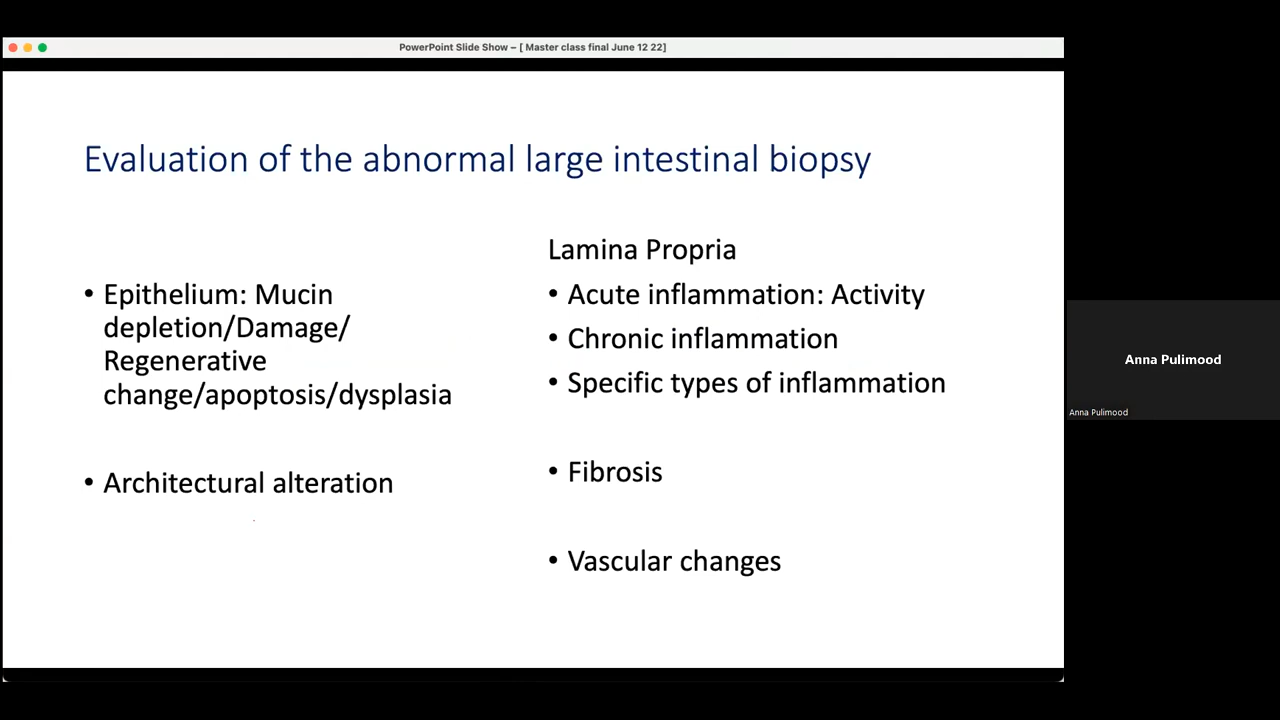 PowerPoint Slide Show – [ Master class final June 12 22]
Evaluation of the abnormal large intestinal biopsy
• Epithelium: Mucin
depletion/Damage/
Regenerative
change/apoptosis/dysplasia
• Architectural alteration
Lamina Propria
• Acute inflammation: Activity
• Chronic inflammation
• Specific types of inflammation
• Fibrosis
• Vascular changes
Anna Pulimood
Anna Pulimood